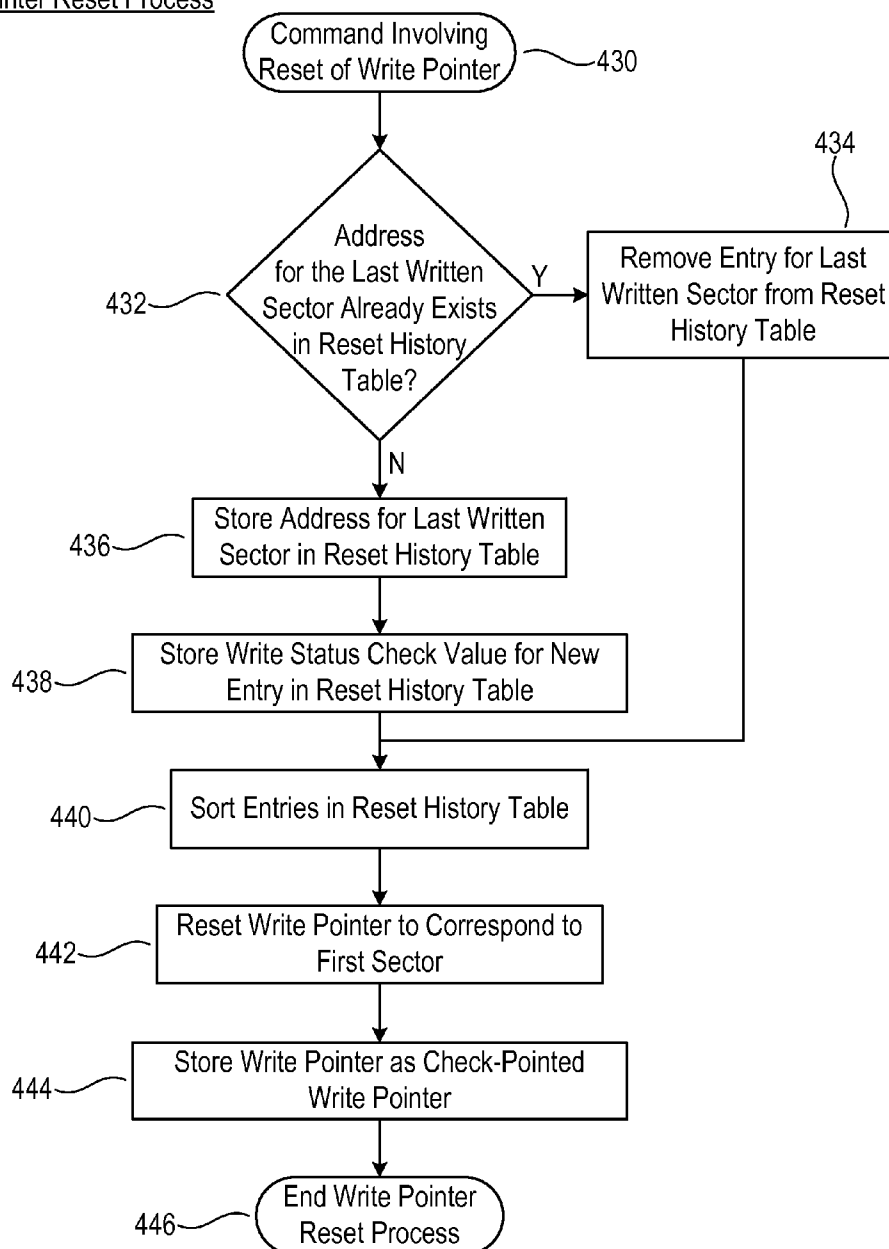 Reset Process
Command Involving
Reset of Write Pointer
430
434
Address
for the Last Written
Sector Already Exists
in Reset History
Table?
432
Y
Remove Entry for Last
Written Sector from Reset
History Table
N
Store Address for Last Written
Sector in Reset History Table
436
Store Write Status Check Value for New
Entry in Reset History Table
438
Sort Entries in Reset History Table
440
Reset Write Pointer to Correspond to
First Sector
442
Store Write Pointer as Check-Pointed
Write Pointer
444
End Write Pointer
Reset Process
446